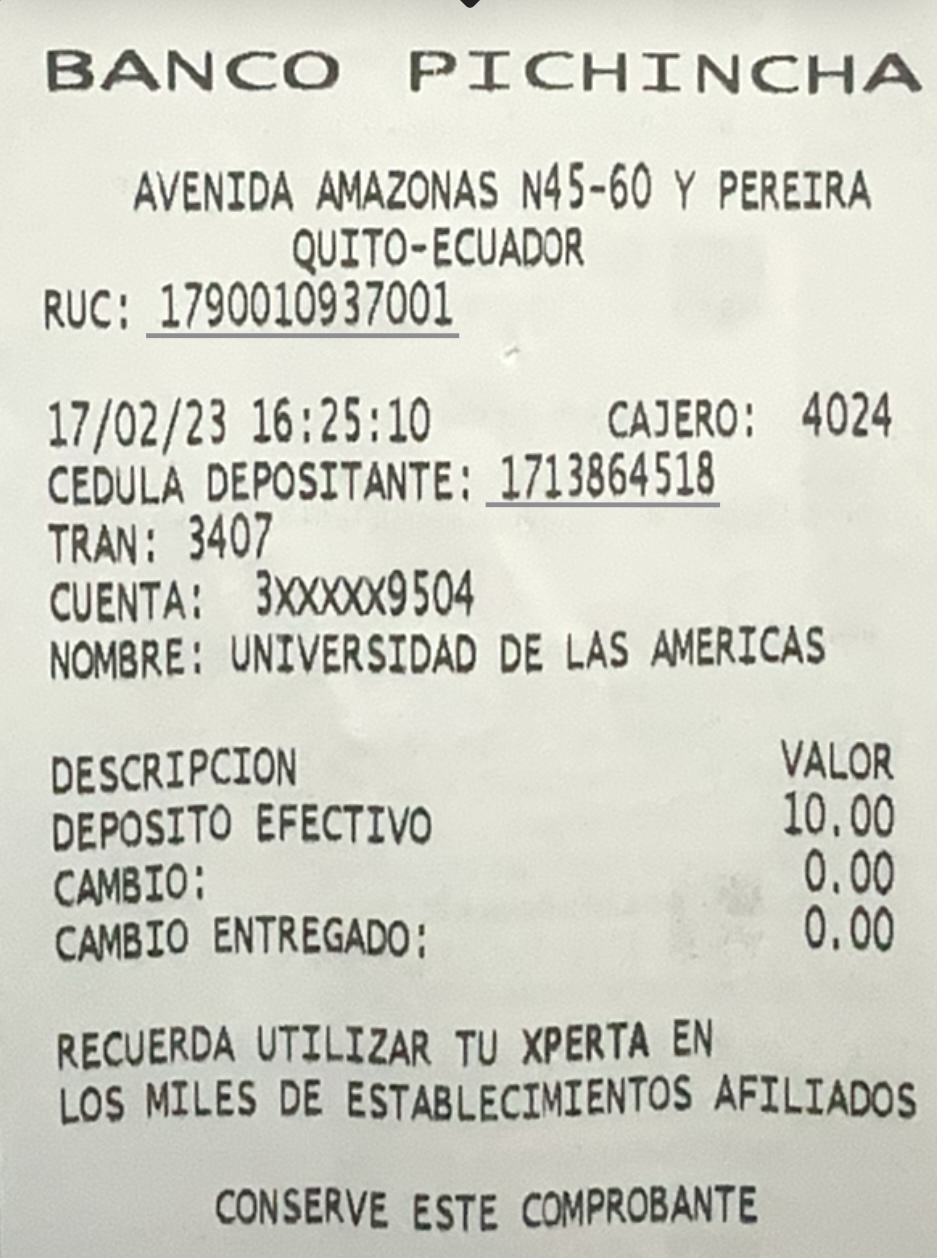 BANCO PICHINCHA
AVENIDA AMAZONAS N45-60 Y PEREIRA
QUITO-ECUADOR
RUC: 1790010937001
17/02/23 16:25:10 CAJERO: 4024
CEDULA DEPOSITANTE: 1713864518
TRAN: 3407
CUENTA: 3XXXXX9504
NOMBRE: UNIVERSIDAD DE LAS AMERICAS
DESCRIPCION VALOR
DEPOSITO EFECTIVO 10.00
CAMBIO: 0.00
CAMBIO ENTREGADO: 0.00
RECUERDA UTILIZAR TU XPERTA EN
LOS MILES DE ESTABLECIMIENTOS AFILIADOS
CONSERVE ESTE COMPROBANTE